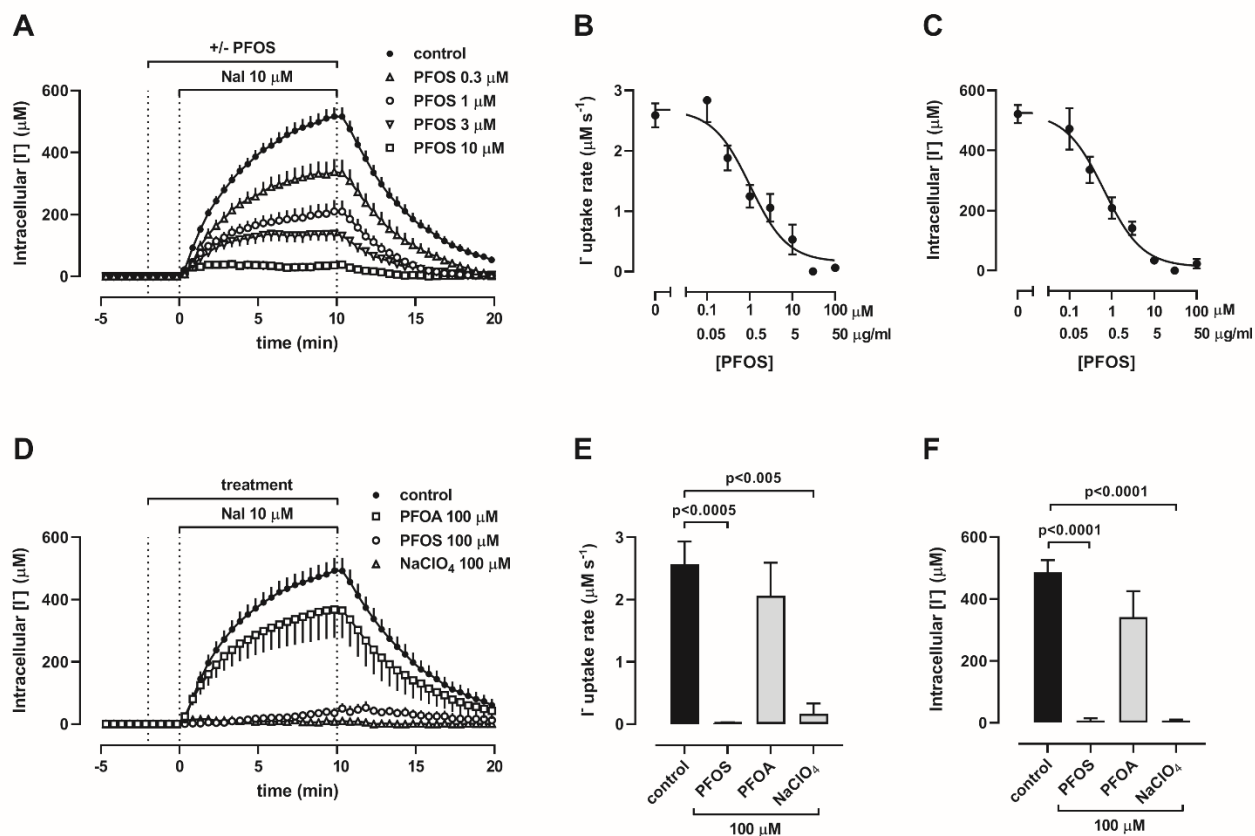 A
+/- PFOS
NaI 10 μM
control
PFOS 0.3 μM
PFOS 1 μM
PFOS 3 μM
PFOS 10 μM
Intracellular [I⁻] (μM)
600
400
200
0
-5 0 5 10 15 20
time (min)
B
I⁻ uptake rate (μM s⁻¹)
3
2
1
0
0 0.1 1 10 100 μM
0.05 0.5 5 50 μg/ml
[PFOS]
C
Intracellular [I⁻] (μM)
600
400
200
0
0 0.1 1 10 100 μM
0.05 0.5 5 50 μg/ml
[PFOS]
D
treatment
NaI 10 μM
control
PFOA 100 μM
PFOS 100 μM
NaClO₄ 100 μM
Intracellular [I⁻] (μM)
600
400
200
0
-5 0 5 10 15 20
time (min)
E
p<0.005
p<0.0005
I⁻ uptake rate (μM s⁻¹)
3
2
1
0
control PFOS PFOA NaClO₄
100 μM
F
p<0.0001
p<0.0001
Intracellular [I⁻] (μM)
600
400
200
0
control PFOS PFOA NaClO₄
100 μM